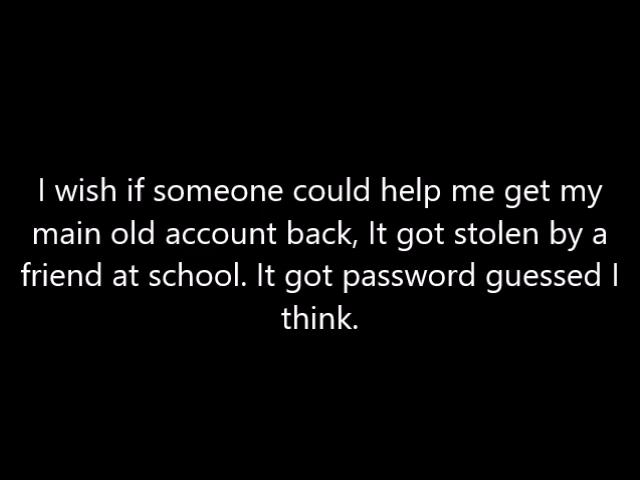 I wish if someone could help me get my
main old account back, It got stolen by a
friend at school. It got password guessed I
think.